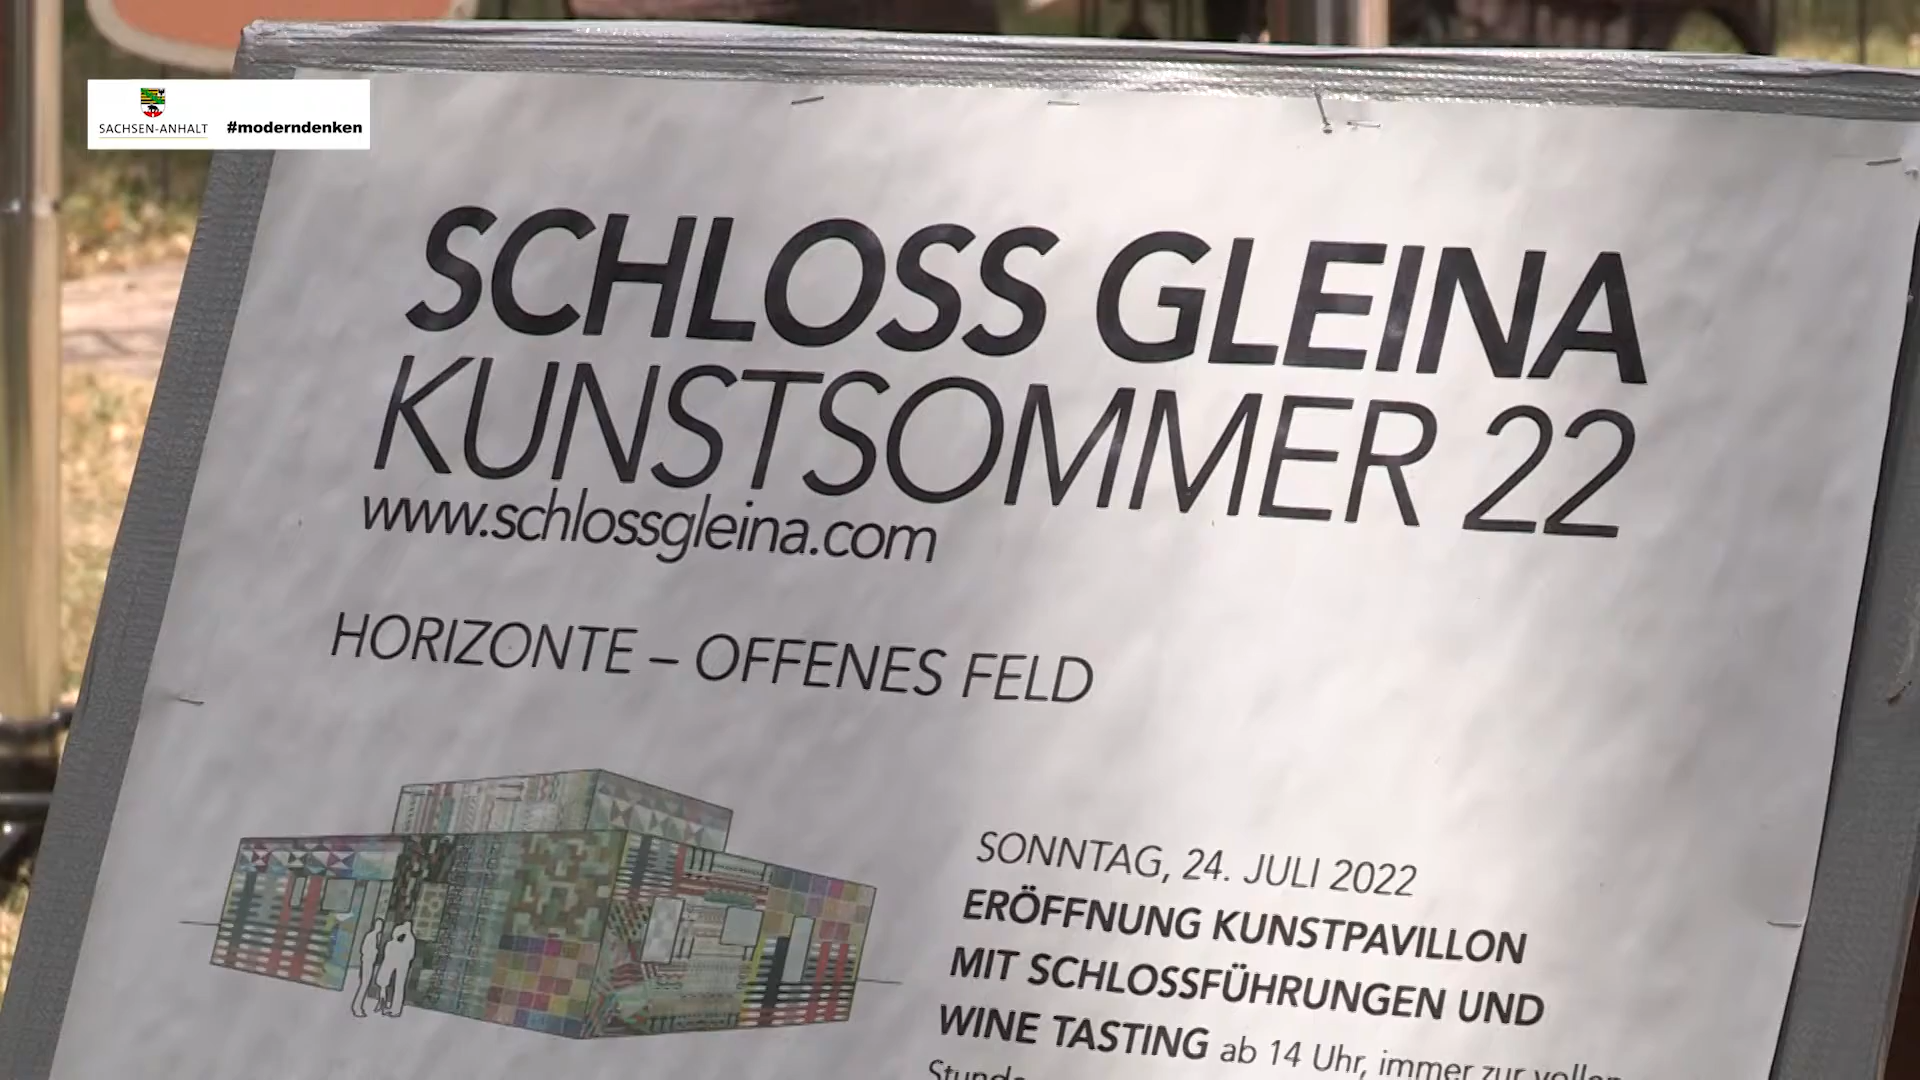 SACHSEN-ANHALT #moderndenken
SCHLOSS GLEINA
KUNSTSOMMER 22
www.schlossgleina.com
HORIZONTE – OFFENES FELD
SONNTAG, 24. JULI 2022
ERÖFFNUNG KUNSTPAVILLON
MIT SCHLOSSFÜHRUNGEN UND
WINE TASTING ab 14 Uhr, immer zur